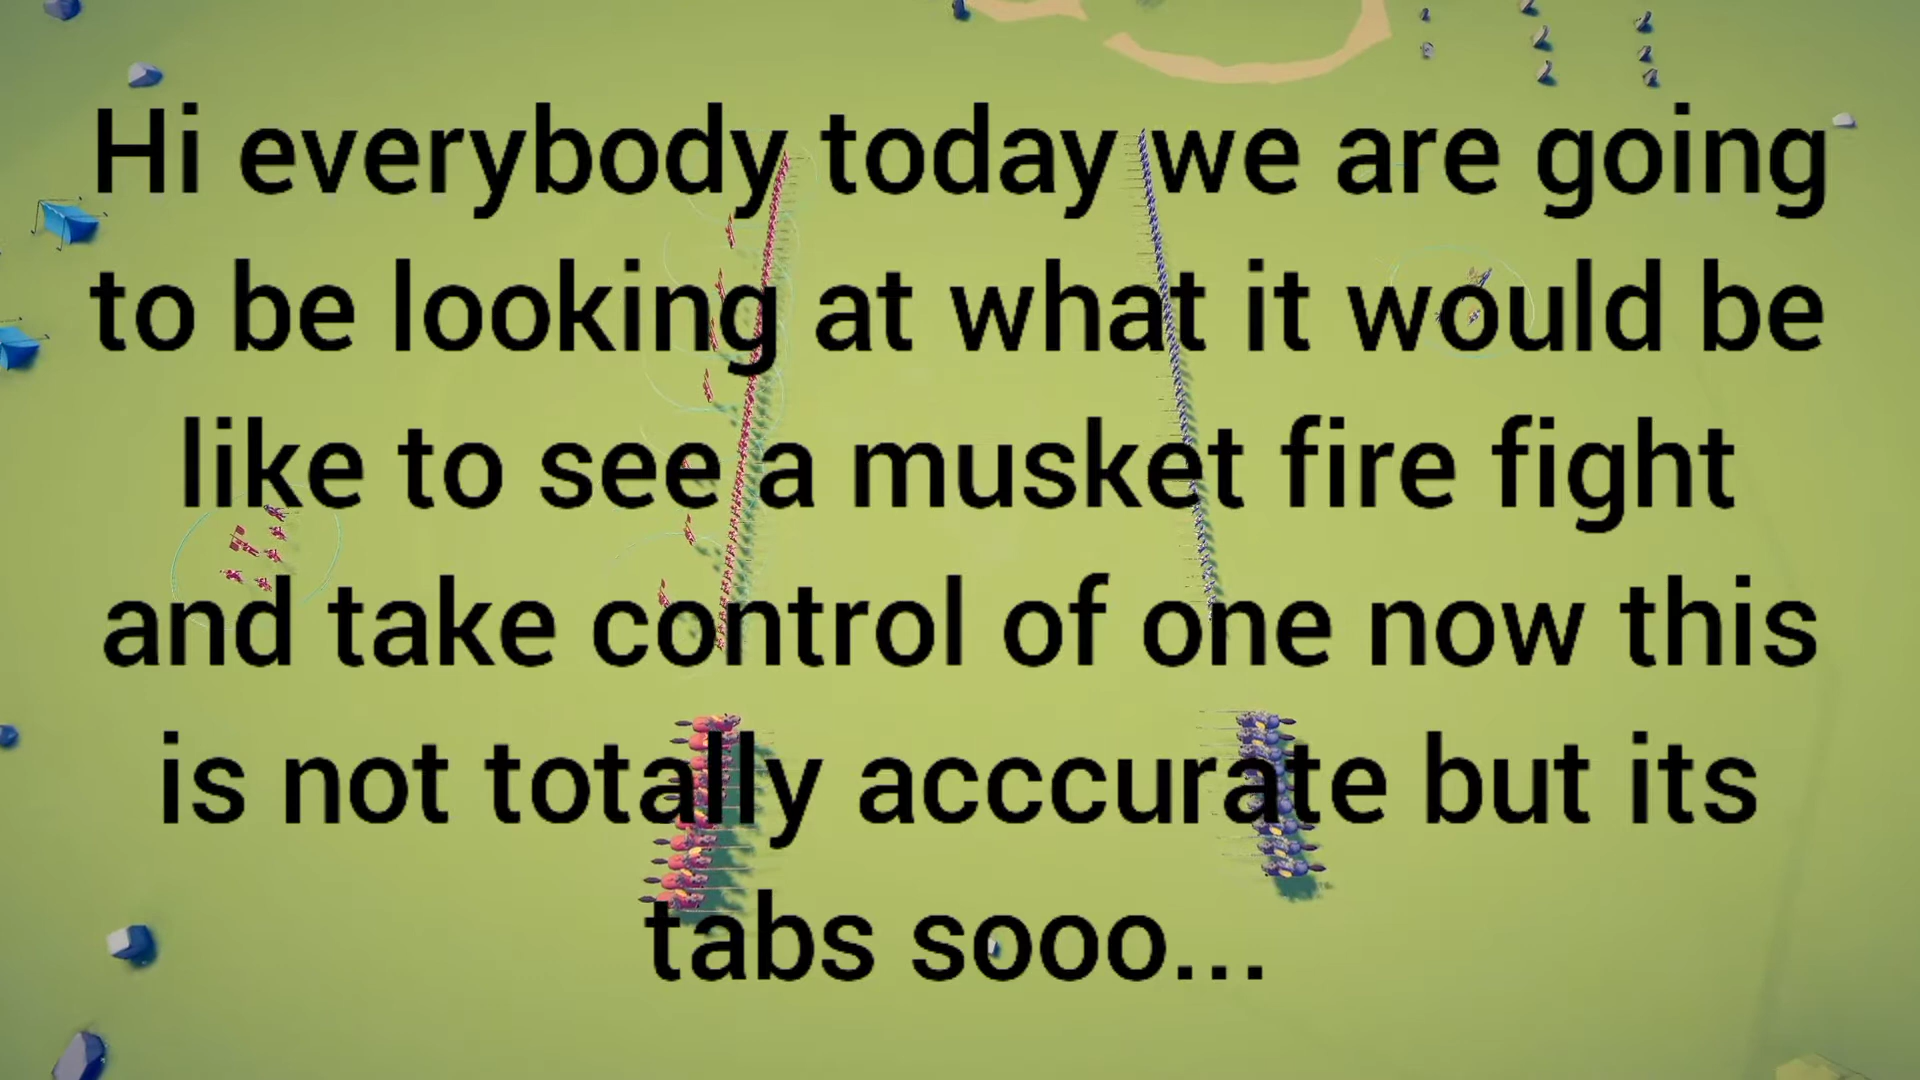 Hi everybody today we are going
to be looking at what it would be
like to see a musket fire fight
and take control of one now this
is not totally acccurate but its
tabs sooo...